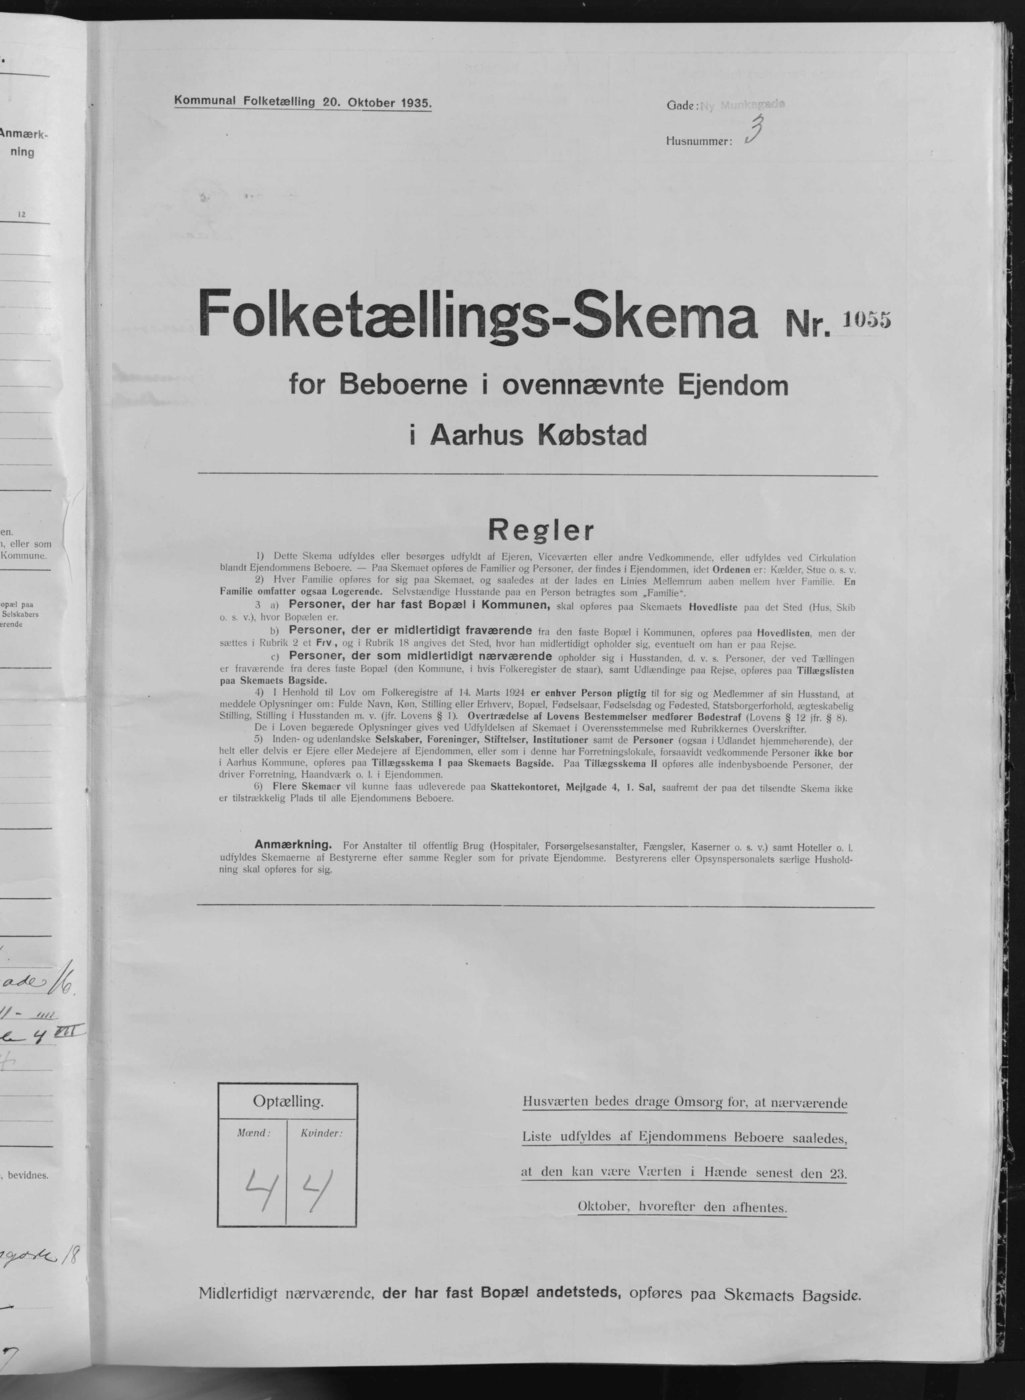 Anmærk-
ning
12
en.
, eller som
Kommune.
opæl paa
Selskabers
erende
ade 16.
11 -
4 III
, bevidnes.
18
Kommunal Folketælling 20. Oktober 1935.
Gade: Ny Munkegade
Husnummer: 3
Folketællings-Skema Nr. 1055
for Beboerne i ovennævnte Ejendom
i Aarhus Købstad
Regler
1) Dette Skema udfyldes eller besørges udfyldt af Ejeren, Viceværten eller andre Vedkommende, eller udfyldes ved Cirkulation
blandt Ejendommens Beboere. — Paa Skemaet opføres de Familier og Personer, der findes i Ejendommen, idet Ordenen er: Kælder, Stue o. s. v.
2) Hver Familie opføres for sig paa Skemaet, og saaledes at der lades en Linies Mellemrum aaben mellem hver Familie. En
Familie omfatter ogsaa Logerende. Selvstændige Husstande paa en Person betragtes som „Familie".
3 a) Personer, der har fast Bopæl i Kommunen, skal opføres paa Skemaets Hovedliste paa det Sted (Hus, Skib
o. s. v.), hvor Bopælen er.
b) Personer, der er midlertidigt fraværende fra den faste Bopæl i Kommunen, opføres paa Hovedlisten, men der
sættes i Rubrik 2 et Frv., og i Rubrik 18 angives det Sted, hvor han midlertidigt opholder sig, eventuelt om han er paa Rejse.
c) Personer, der som midlertidigt nærværende opholder sig i Husstanden, d. v. s. Personer, der ved Tællingen
er fraværende fra deres faste Bopæl (den Kommune, i hvis Folkeregister de staar), samt Udlændinge paa Rejse, opføres paa Tillægslisten
paa Skemaets Bagside.
4) I Henhold til Lov om Folkeregistre af 14. Marts 1924 er enhver Person pligtig til for sig og Medlemmer af sin Husstand, at
meddele Oplysninger om: Fulde Navn, Køn, Stilling eller Erhverv, Bopæl, Fødselsaar, Fødselsdag og Fødested, Statsborgerforhold, ægteskabelig
Stilling, Stilling i Husstanden m. v. (jfr. Lovens § 1). Overtrædelse af Lovens Bestemmelser medfører Bødestraf (Lovens § 12 jfr. § 8).
De i Loven begærede Oplysninger gives ved Udfyldelsen af Skemaet i Overensstemmelse med Rubrikkernes Overskrifter.
5) Inden- og udenlandske Selskaber, Foreninger, Stiftelser, Institutioner samt de Personer (ogsaa i Udlandet hjemmehørende), der
helt eller delvis er Ejere eller Medejere af Ejendommen, eller som i denne har Forretningslokale, forsaavidt vedkommende Personer ikke bor
i Aarhus Kommune, opføres paa Tillægsskema I paa Skemaets Bagside. Paa Tillægsskema II opføres alle indenbysboende Personer, der
driver Forretning, Haandværk o. l. i Ejendommen.
6) Flere Skemaer vil kunne faas udleverede paa Skattekontoret, Mejlgade 4, 1. Sal, saafremt der paa det tilsendte Skema ikke
er tilstrækkelig Plads til alle Ejendommens Beboere.
Anmærkning. For Anstalter til offentlig Brug (Hospitaler, Forsørgelsesanstalter, Fængsler, Kaserner o. s. v.) samt Hoteller o. l.
udfyldes Skemaerne af Bestyrerne efter samme Regler som for private Ejendomme. Bestyrerens eller Opsynspersonalets særlige Hushold-
ning skal opføres for sig.
Optælling.
Mænd: Kvinder:
4 4
Husværten bedes drage Omsorg for, at nærværende
Liste udfyldes af Ejendommens Beboere saaledes,
at den kan være Værten i Hænde senest den 23.
Oktober, hvorefter den afhentes.
Midlertidigt nærværende, der har fast Bopæl andetsteds, opføres paa Skemaets Bagside.